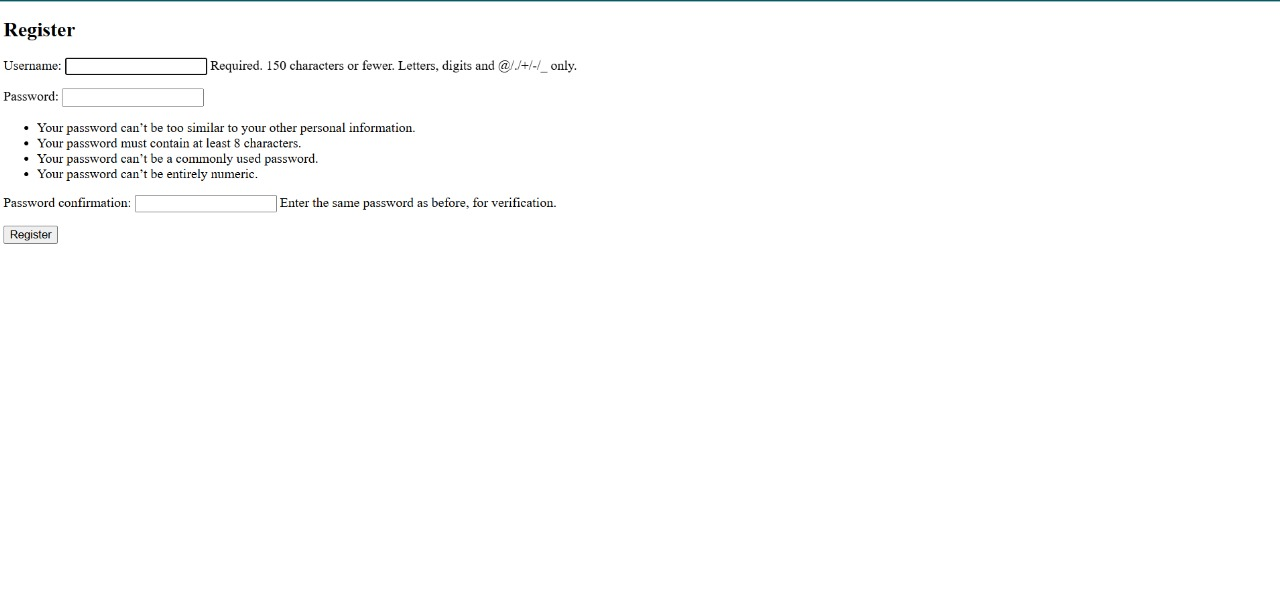 Register
Username: Required. 150 characters or fewer. Letters, digits and @/./+/-/_ only.
Password:
Your password can’t be too similar to your other personal information.
Your password must contain at least 8 characters.
Your password can’t be a commonly used password.
Your password can’t be entirely numeric.
Password confirmation: Enter the same password as before, for verification.
Register